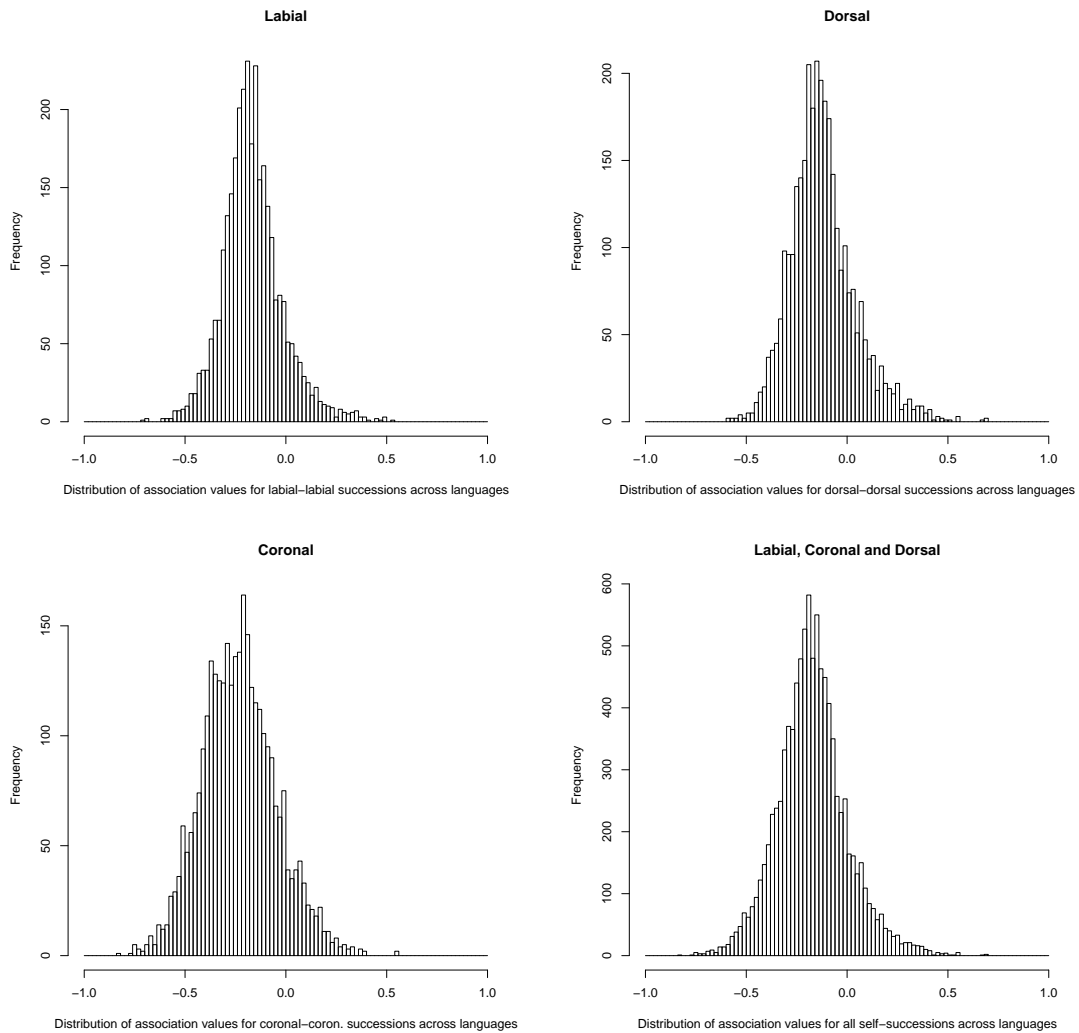 Labial
Frequency
200
150
100
50
0
−1.0 −0.5 0.0 0.5 1.0
Distribution of association values for labial−labial successions across languages
Dorsal
Frequency
200
150
100
50
0
−1.0 −0.5 0.0 0.5 1.0
Distribution of association values for dorsal−dorsal successions across languages
Coronal
Frequency
150
100
50
0
−1.0 −0.5 0.0 0.5 1.0
Distribution of association values for coronal−coron. successions across languages
Labial, Coronal and Dorsal
Frequency
600
500
400
300
200
100
0
−1.0 −0.5 0.0 0.5 1.0
Distribution of association values for all self−successions across languages